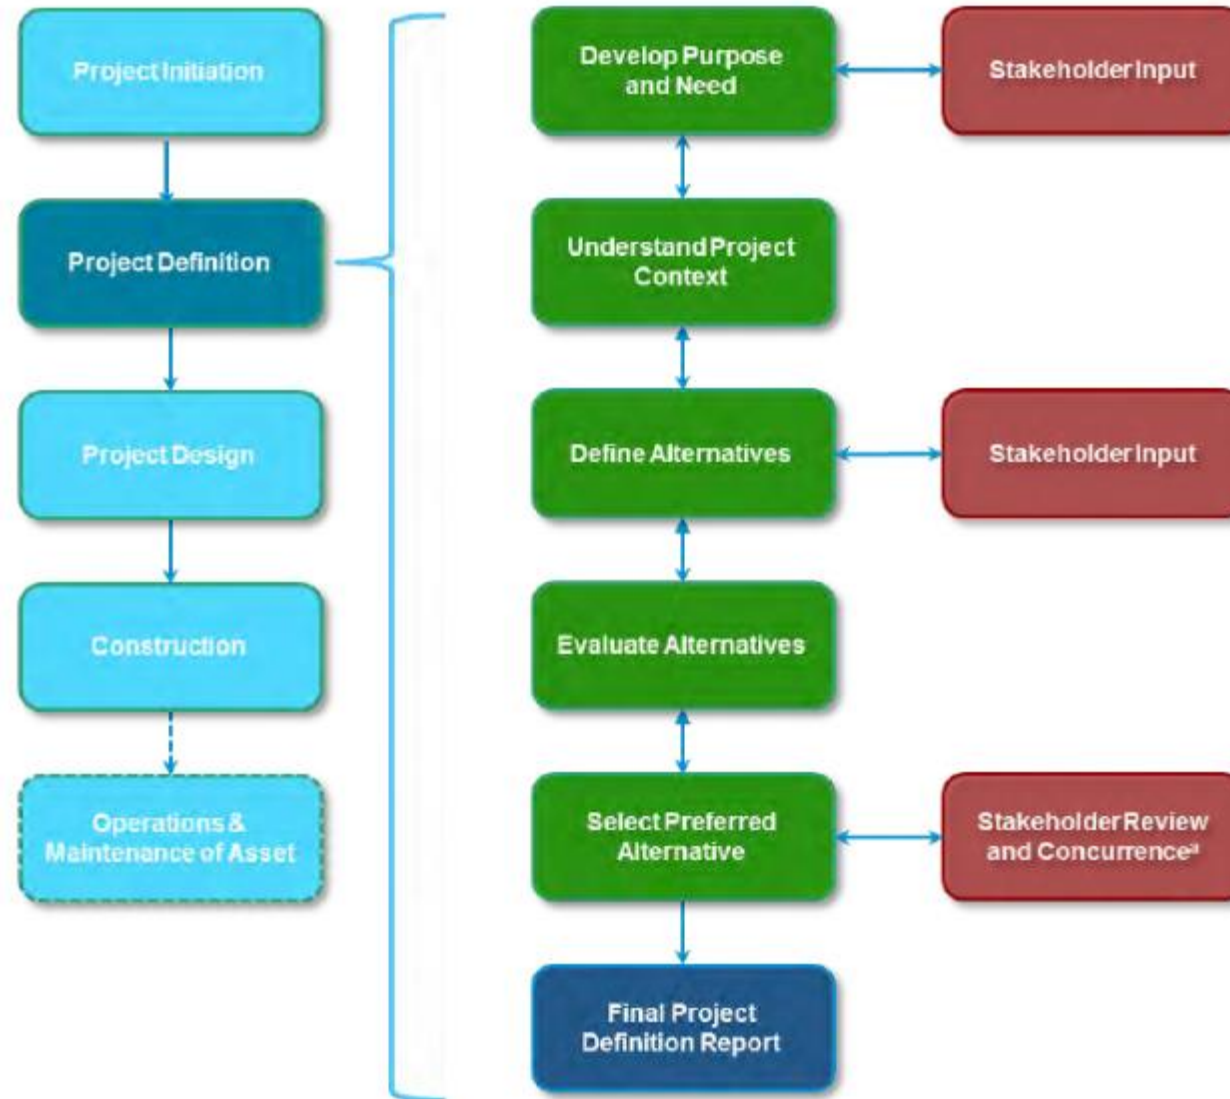 Project Initiation
Project Definition
Project Design
Construction
Operations &
Maintenance of Asset
Develop Purpose
and Need
Understand Project
Context
Define Alternatives
Evaluate Alternatives
Select Preferred
Alternative
Final Project
Definition Report
Stakeholder Input
Stakeholder Input
Stakeholder Review
and Concurrenceᵃ